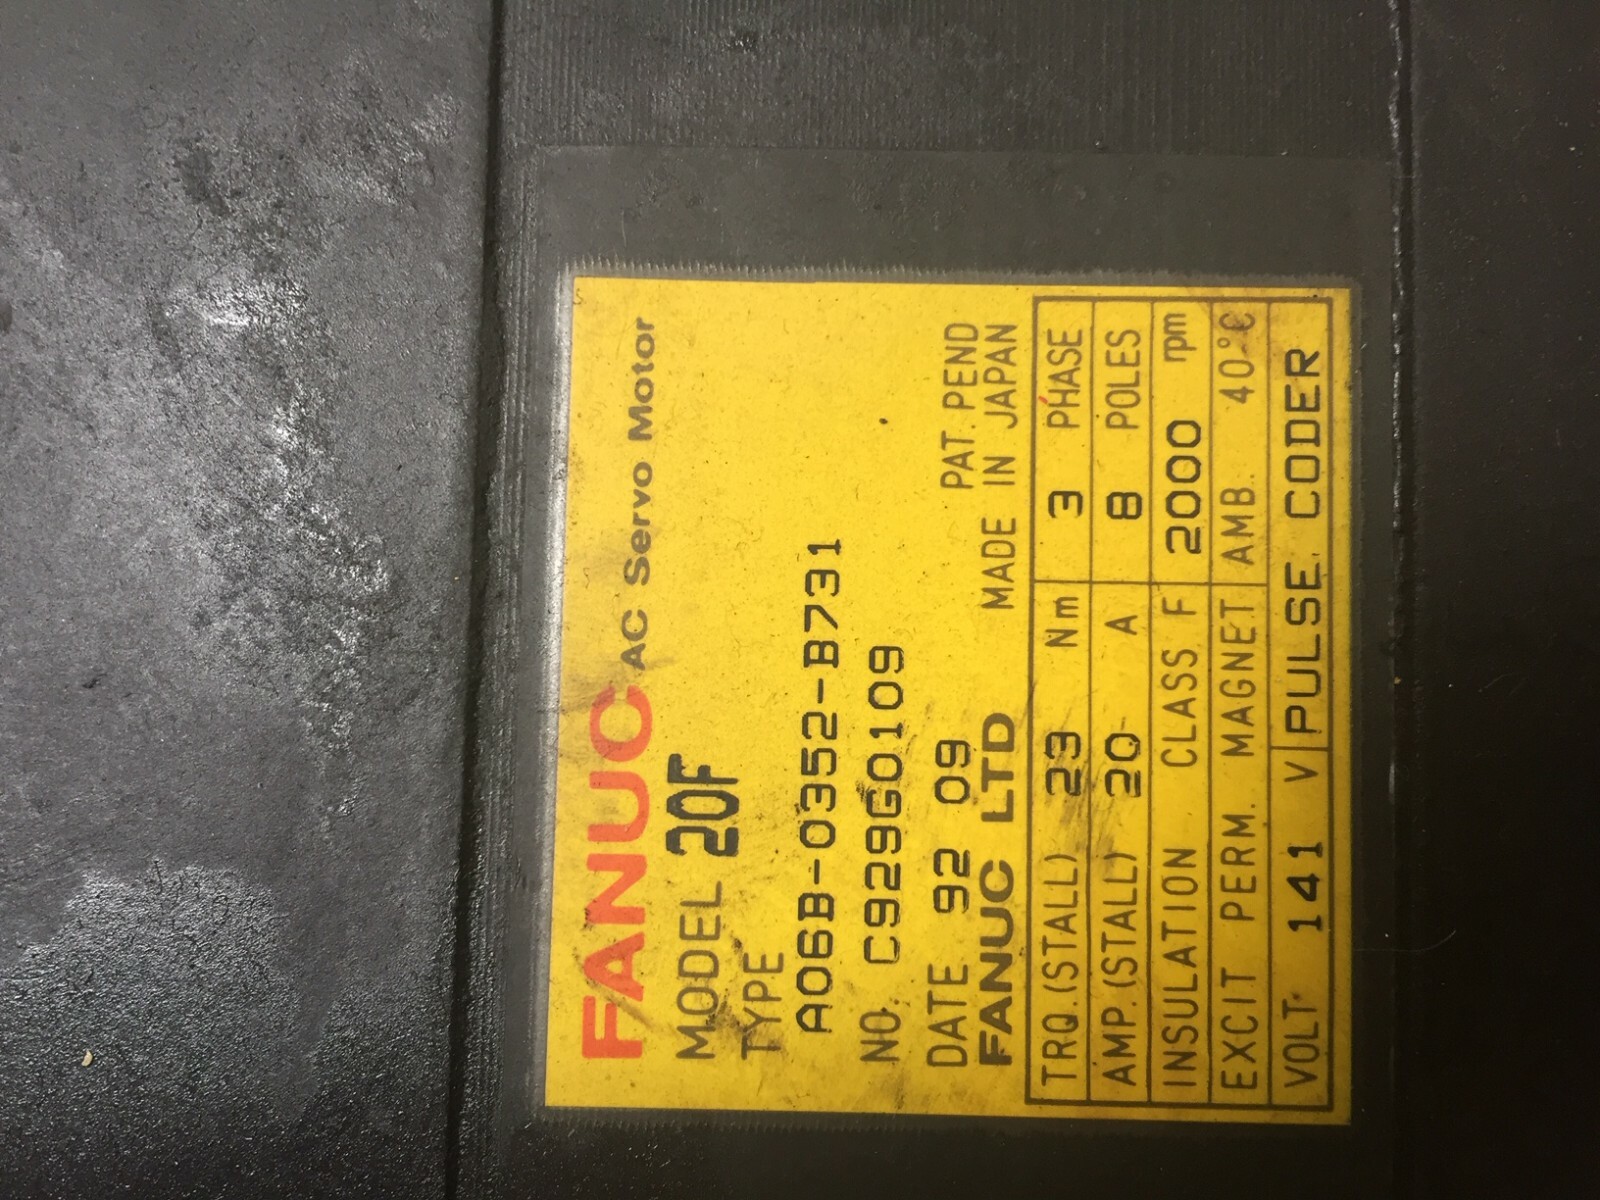 FANUC AC Servo Motor
MODEL 20F
TYPE
A06B-0352-B731
NO. C929G0109
DATE 92 09 PAT. PEND
FANUC LTD MADE IN JAPAN
TRQ.(STALL) 23 Nm 3 PHASE
AMP.(STALL) 20 A 8 POLES
INSULATION CLASS F 2000 rpm
EXCIT PERM. MAGNET AMB. 40°C
VOLT 141 V PULSE CODER